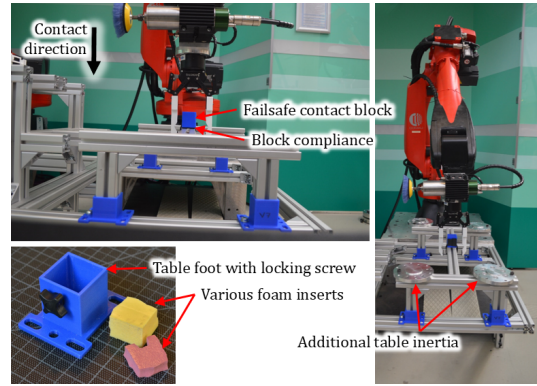 Contact
direction
Failsafe contact block
Block compliance
Table foot with locking screw
Various foam inserts
Additional table inertia